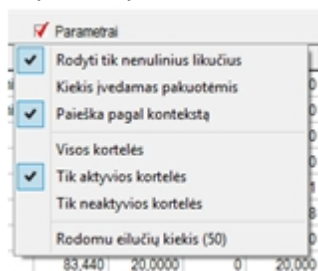 Parametrai
Rodyti tik nenulinius likučius
Kiekis įvedamas pakuotėmis
Paieška pagal kontekstą
Visos kortelės
Tik aktyvios kortelės
Tik neaktyvios kortelės
Rodomu eilučių kiekis (50)
83,440 20,0000 0 20,000